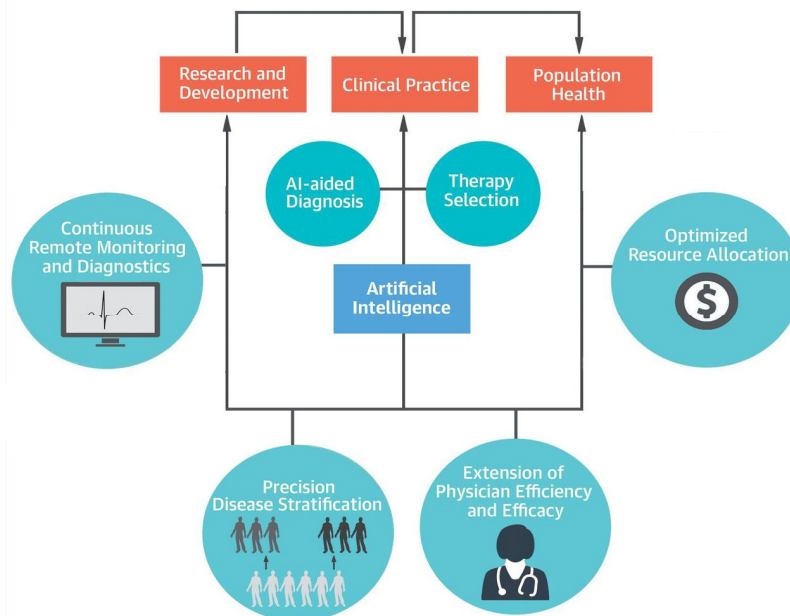 Research and
Development
Clinical Practice
Population
Health
AI-aided
Diagnosis
Therapy
Selection
Continuous
Remote Monitoring
and Diagnostics
Optimized
Resource Allocation
$
Artificial
Intelligence
Precision
Disease Stratification
Extension of
Physician Efficiency
and Efficacy